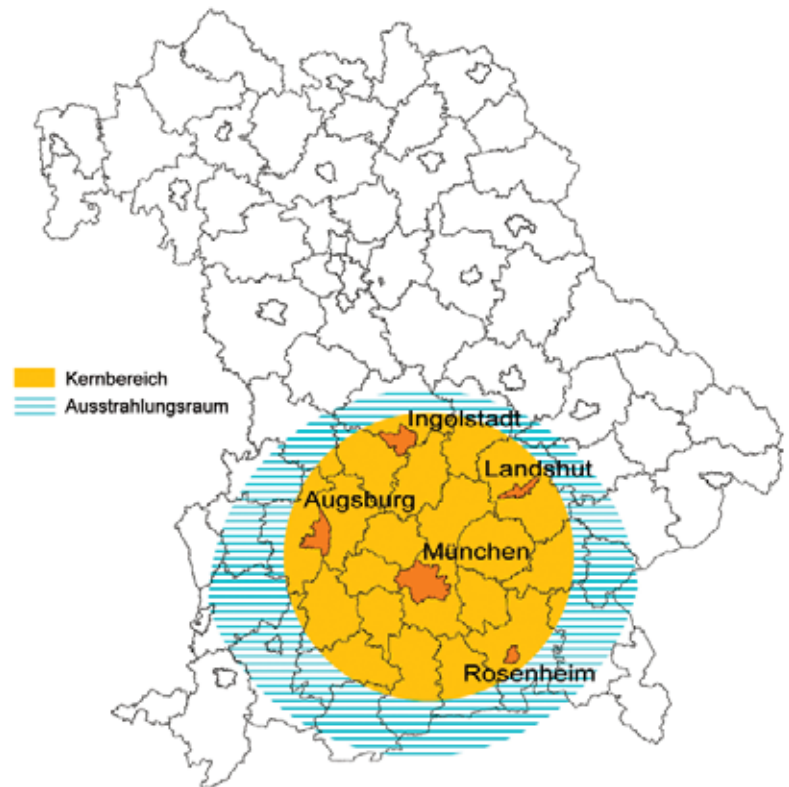 Kernbereich
Ausstrahlungsraum
Ingolstadt
Landshut
Augsburg
München
Rosenheim